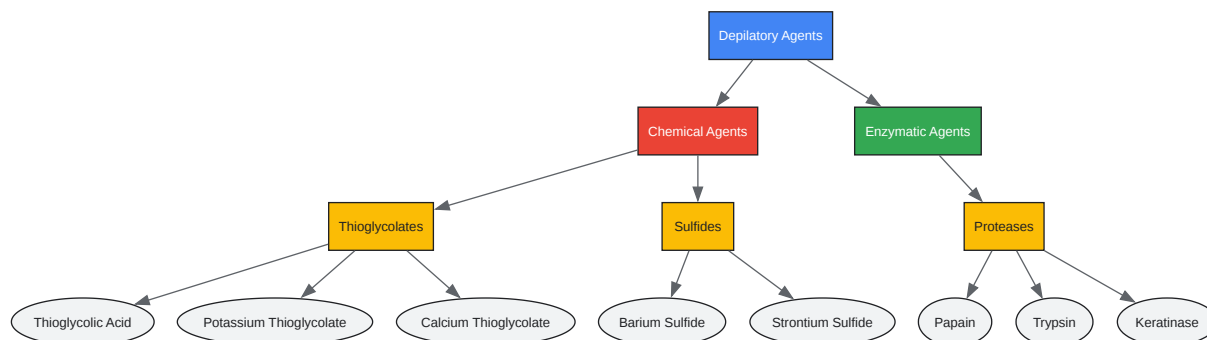 Depilatory Agents
Chemical Agents
Enzymatic Agents
Thioglycolates
Sulfides
Proteases
Thioglycolic Acid
Potassium Thioglycolate
Calcium Thioglycolate
Barium Sulfide
Strontium Sulfide
Papain
Trypsin
Keratinase